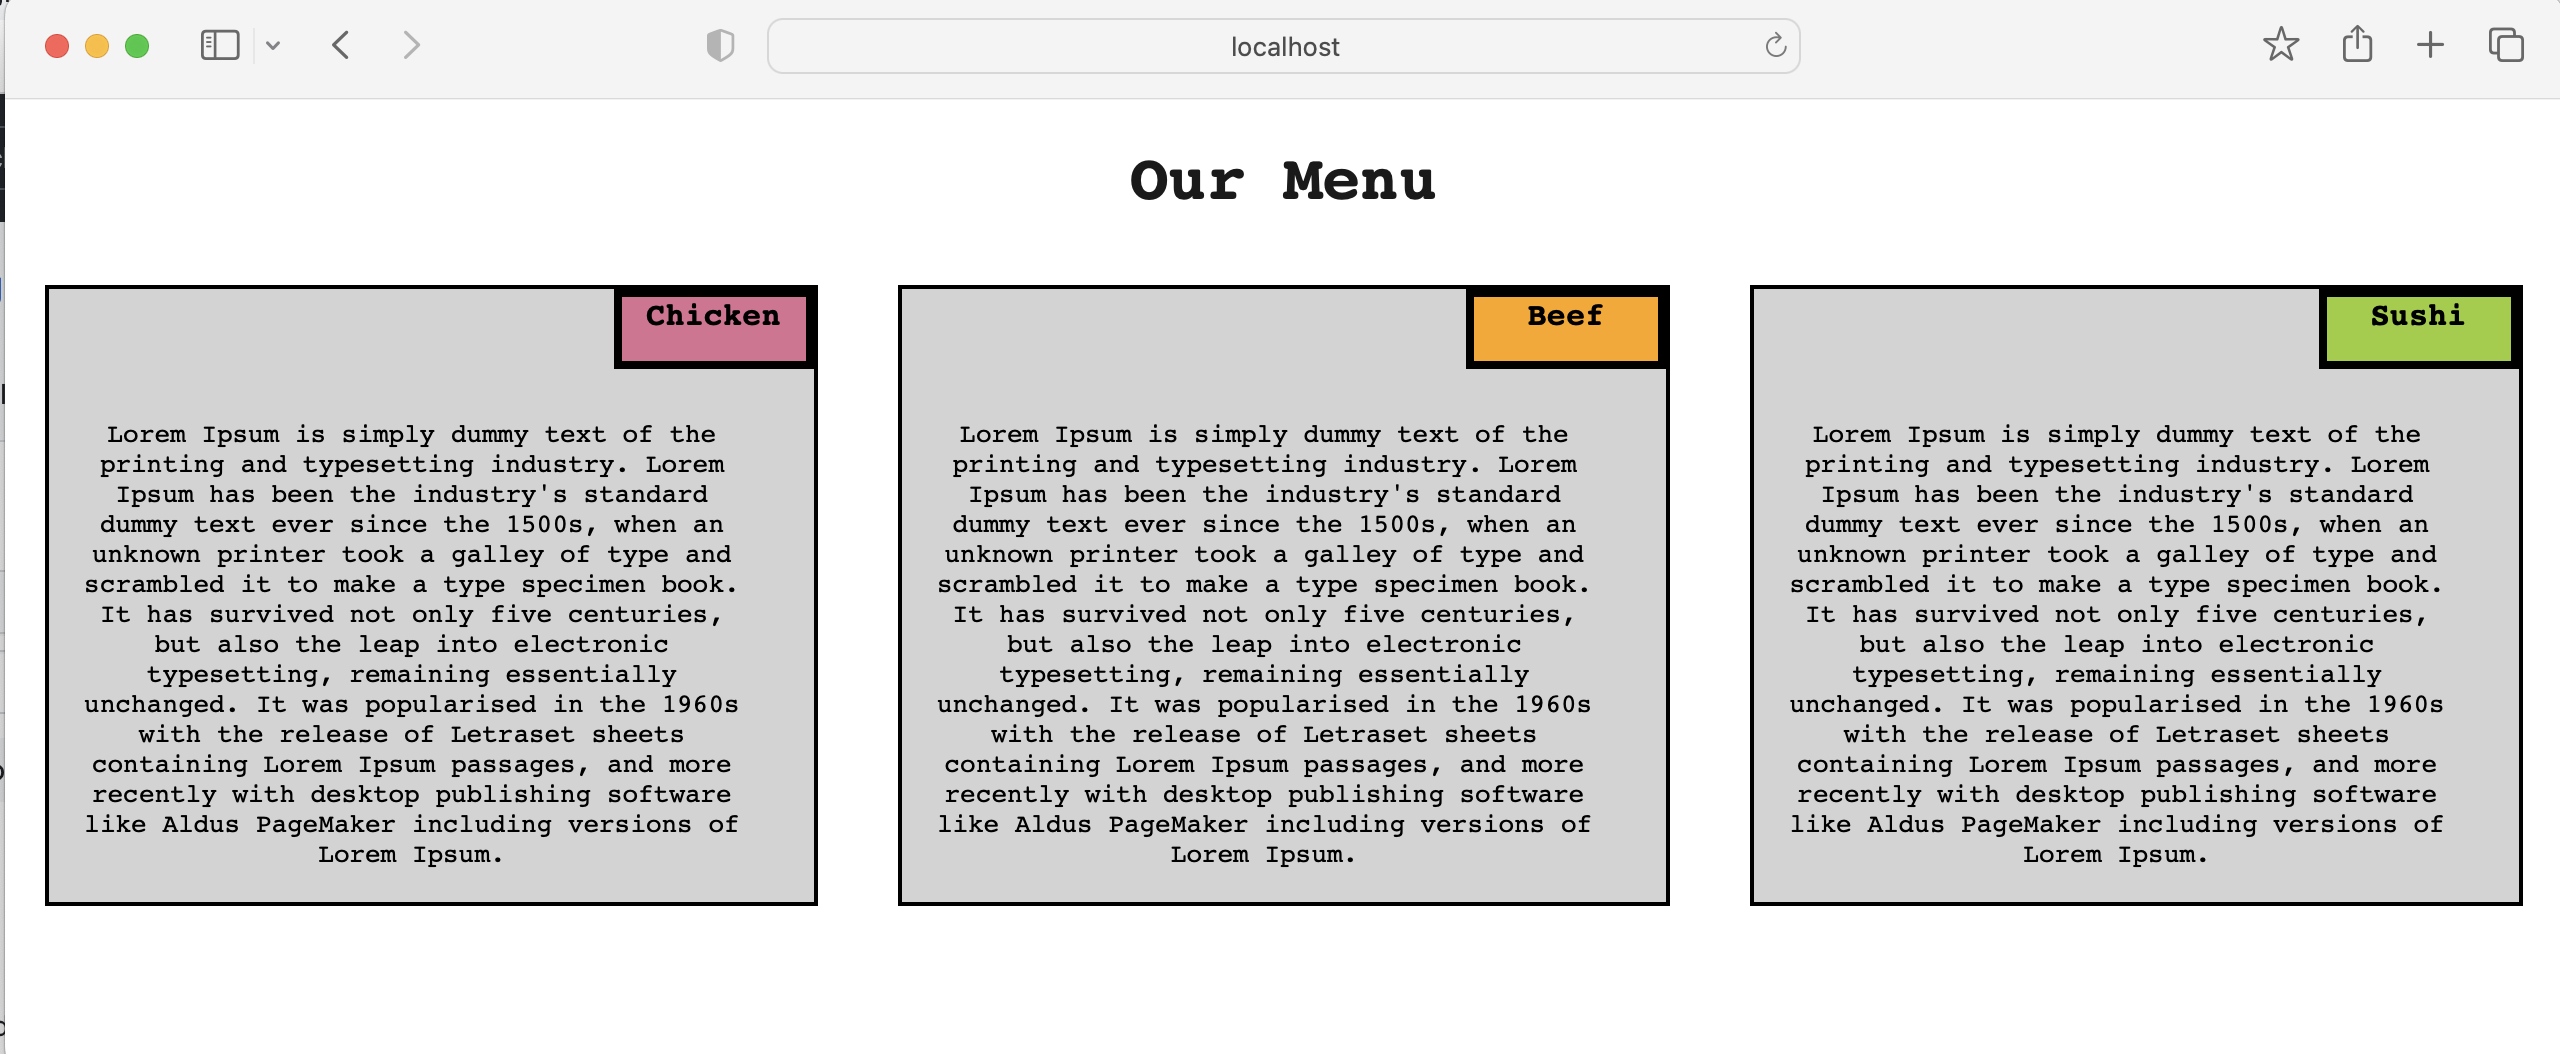 localhost
Our Menu
Chicken
Lorem Ipsum is simply dummy text of the
printing and typesetting industry. Lorem
Ipsum has been the industry's standard
dummy text ever since the 1500s, when an
unknown printer took a galley of type and
scrambled it to make a type specimen book.
It has survived not only five centuries,
but also the leap into electronic
typesetting, remaining essentially
unchanged. It was popularised in the 1960s
with the release of Letraset sheets
containing Lorem Ipsum passages, and more
recently with desktop publishing software
like Aldus PageMaker including versions of
Lorem Ipsum.
Beef
Lorem Ipsum is simply dummy text of the
printing and typesetting industry. Lorem
Ipsum has been the industry's standard
dummy text ever since the 1500s, when an
unknown printer took a galley of type and
scrambled it to make a type specimen book.
It has survived not only five centuries,
but also the leap into electronic
typesetting, remaining essentially
unchanged. It was popularised in the 1960s
with the release of Letraset sheets
containing Lorem Ipsum passages, and more
recently with desktop publishing software
like Aldus PageMaker including versions of
Lorem Ipsum.
Sushi
Lorem Ipsum is simply dummy text of the
printing and typesetting industry. Lorem
Ipsum has been the industry's standard
dummy text ever since the 1500s, when an
unknown printer took a galley of type and
scrambled it to make a type specimen book.
It has survived not only five centuries,
but also the leap into electronic
typesetting, remaining essentially
unchanged. It was popularised in the 1960s
with the release of Letraset sheets
containing Lorem Ipsum passages, and more
recently with desktop publishing software
like Aldus PageMaker including versions of
Lorem Ipsum.